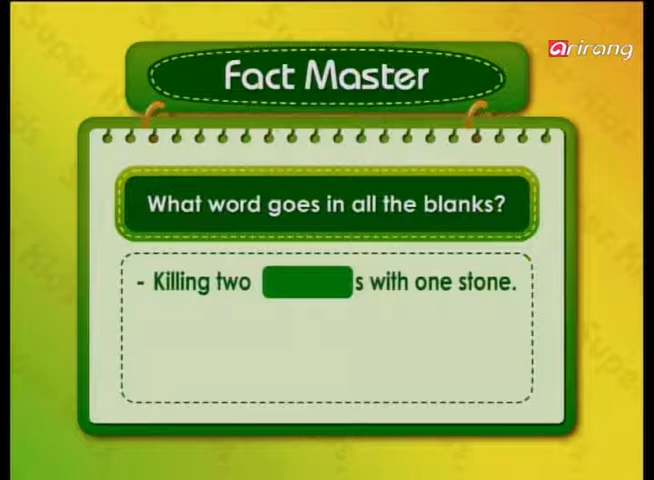 arirang
Fact Master
What word goes in all the blanks?
- Killing two s with one stone.